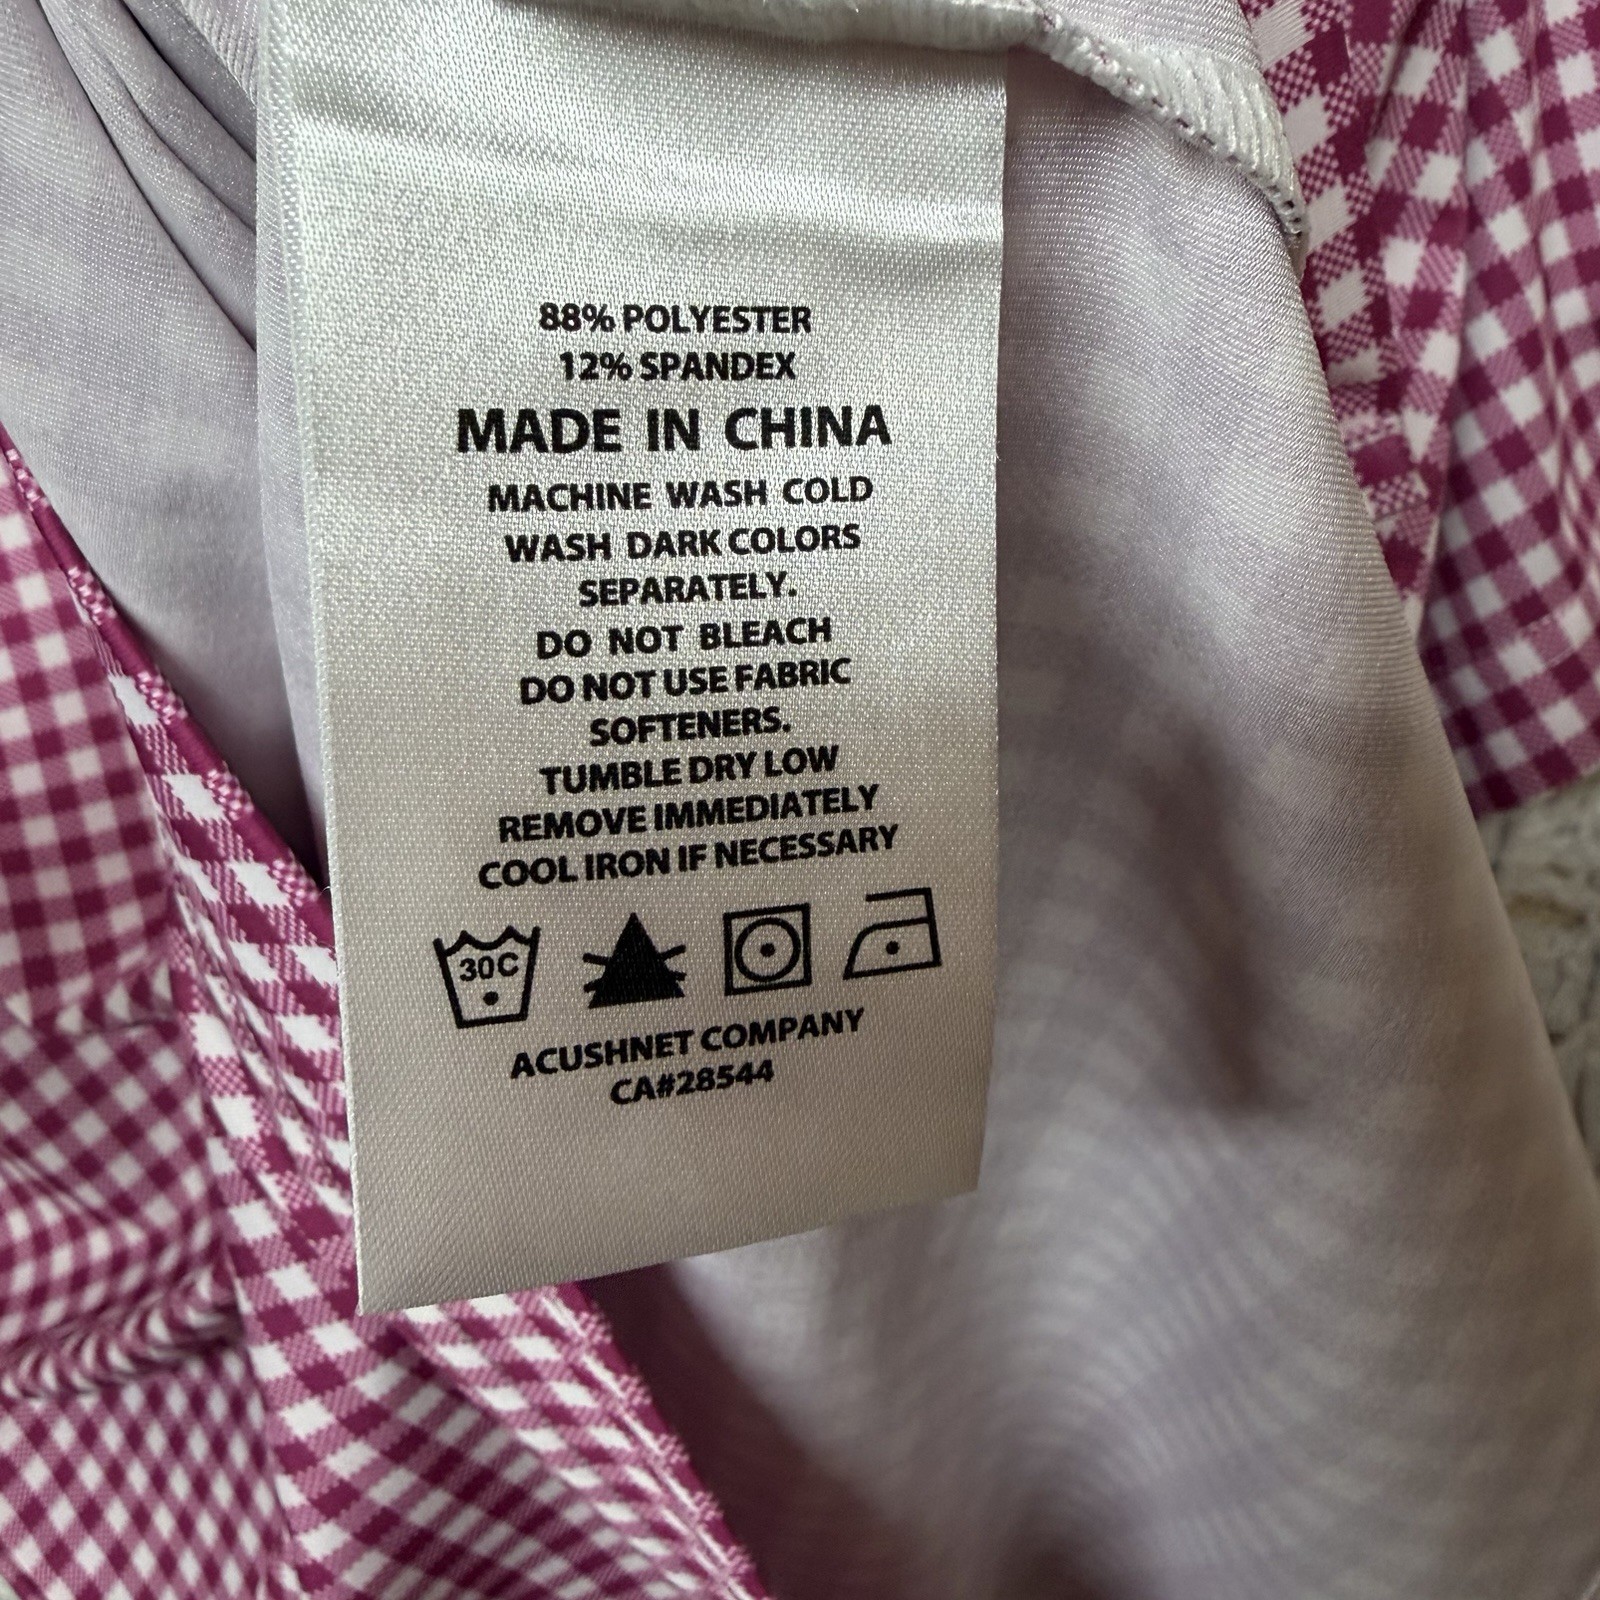 88% POLYESTER
12% SPANDEX
MADE IN CHINA
MACHINE WASH COLD
WASH DARK COLORS
SEPARATELY.
DO NOT BLEACH
DO NOT USE FABRIC
SOFTENERS.
TUMBLE DRY LOW
REMOVE IMMEDIATELY
COOL IRON IF NECESSARY
30C
ACUSHNET COMPANY
CA#28544